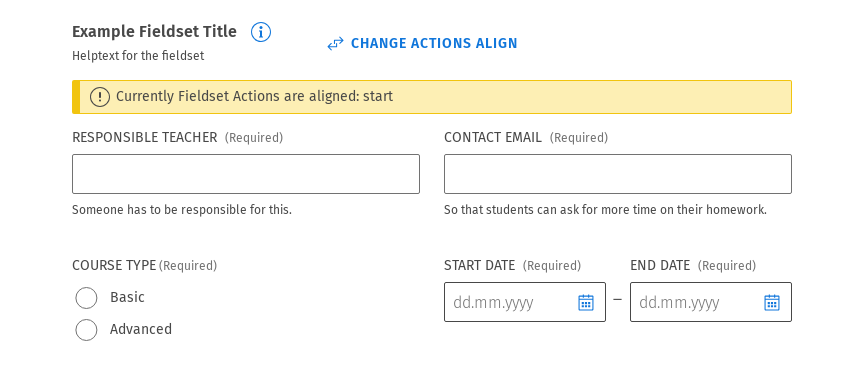 Example Fieldset Title
Helptext for the fieldset
CHANGE ACTIONS ALIGN
Currently Fieldset Actions are aligned: start
RESPONSIBLE TEACHER (Required)
Someone has to be responsible for this.
CONTACT EMAIL (Required)
So that students can ask for more time on their homework.
COURSE TYPE (Required)
Basic
Advanced
START DATE (Required)
dd.mm.yyyy
–
END DATE (Required)
dd.mm.yyyy